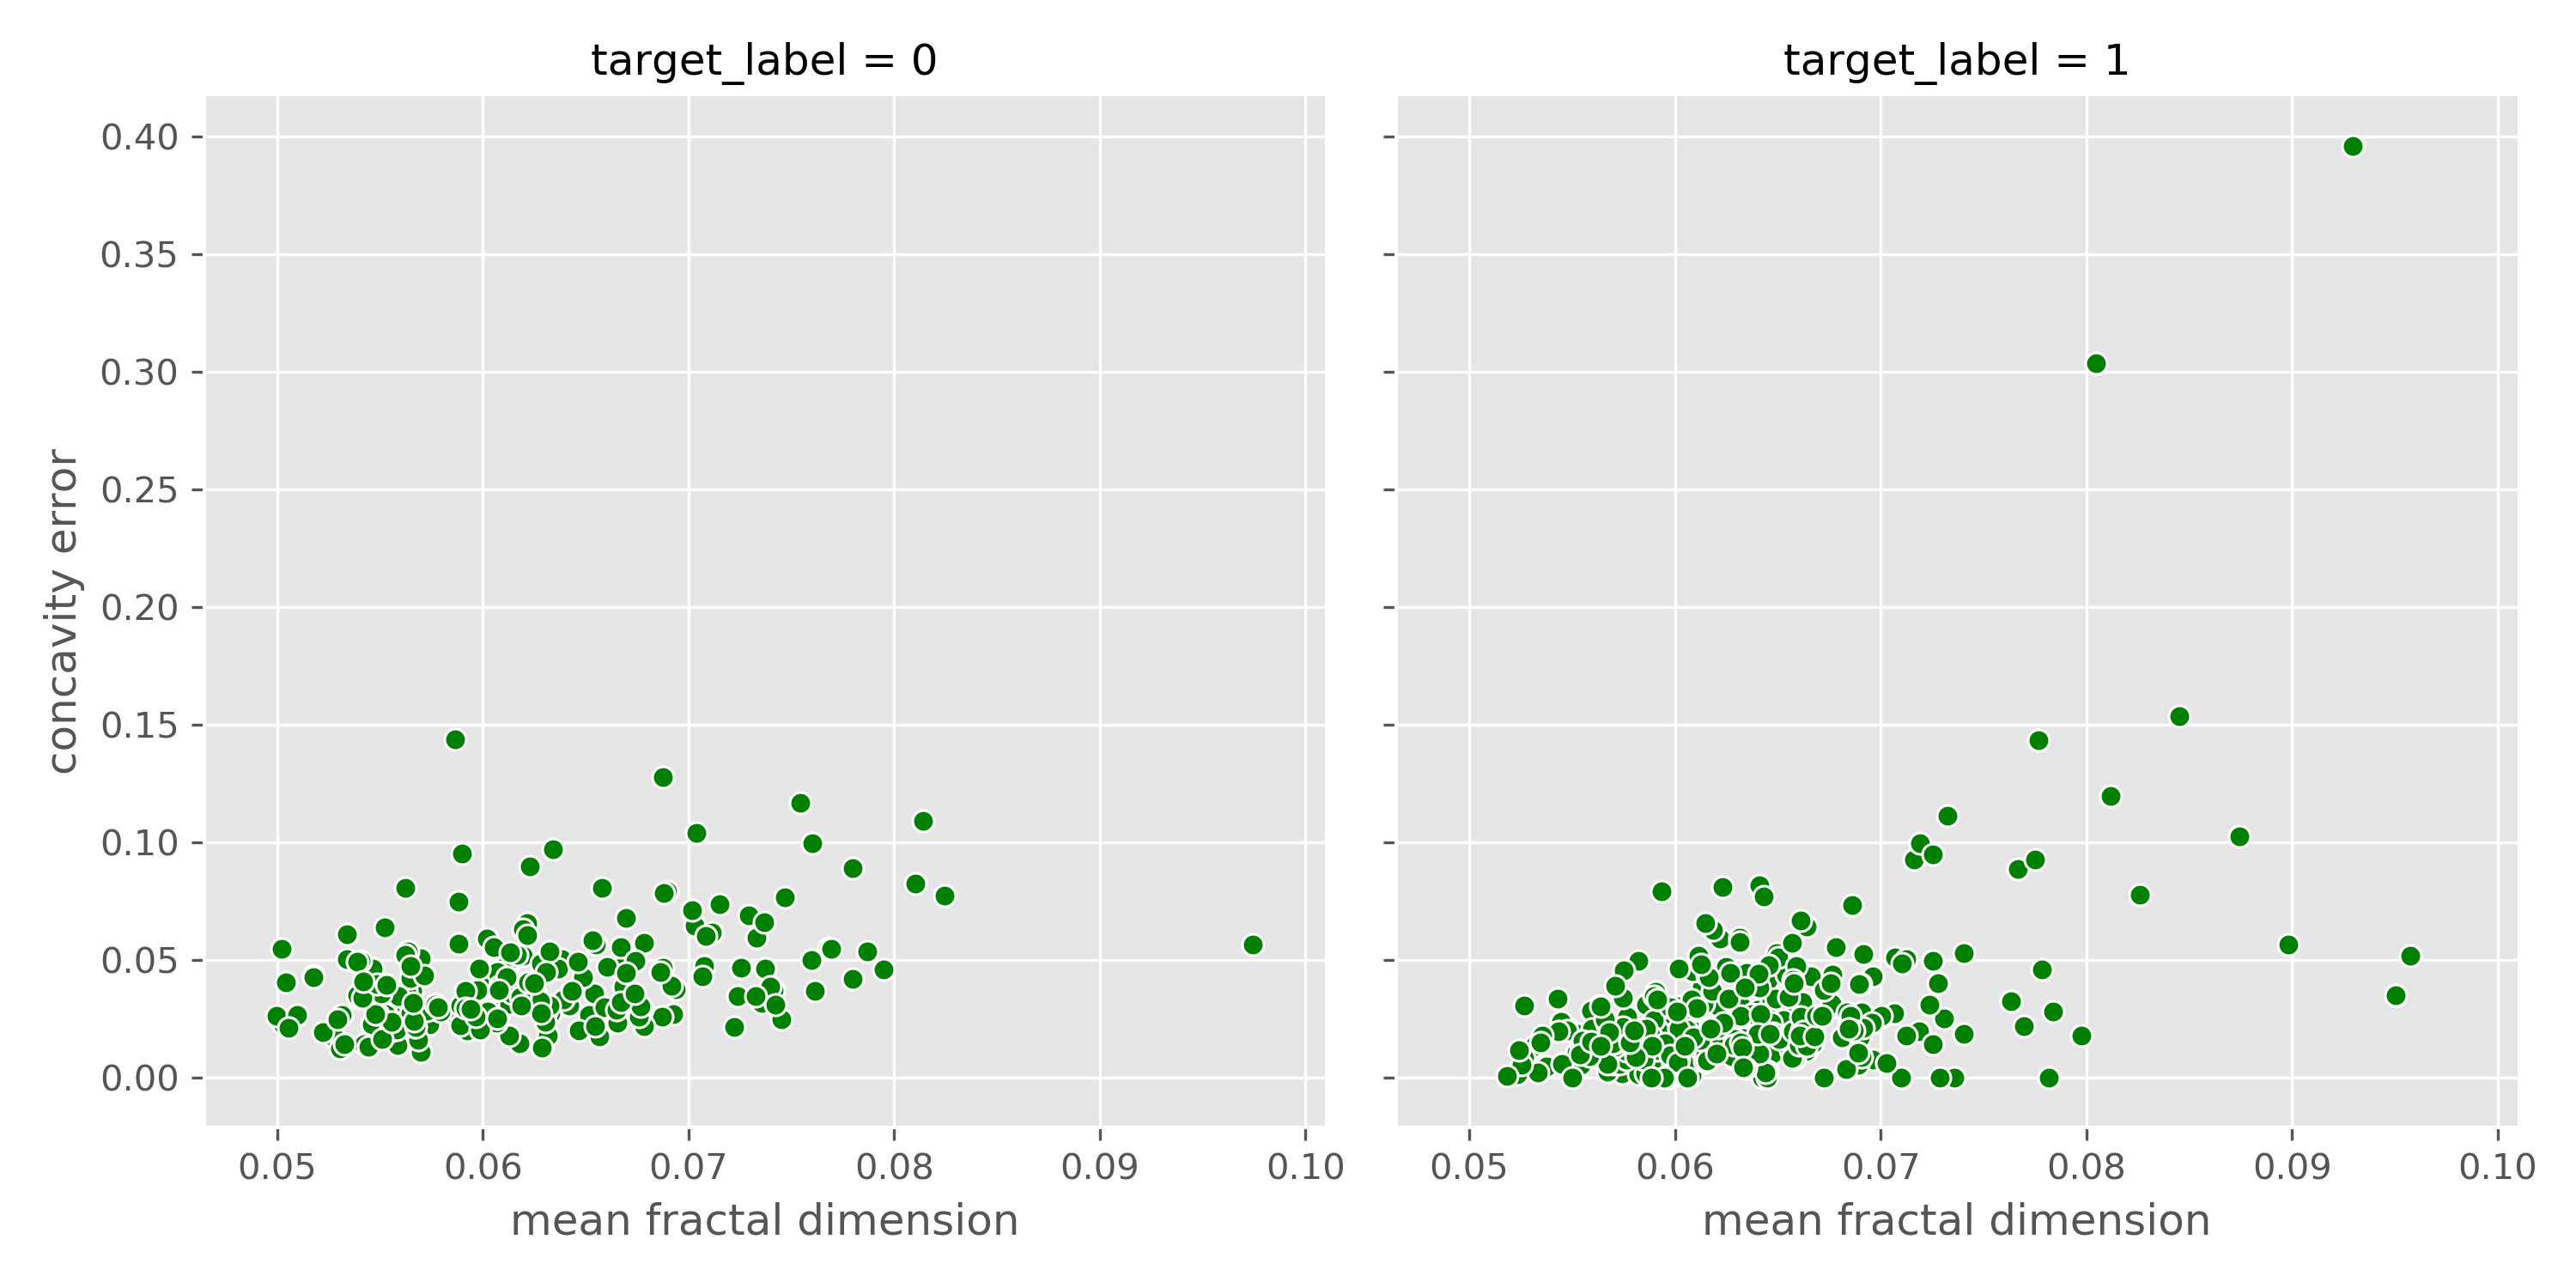 target_label = 0
target_label = 1
concavity error
0.40
0.35
0.30
0.25
0.20
0.15
0.10
0.05
0.00
0.05 0.06 0.07 0.08 0.09 0.10
0.05 0.06 0.07 0.08 0.09 0.10
mean fractal dimension
mean fractal dimension